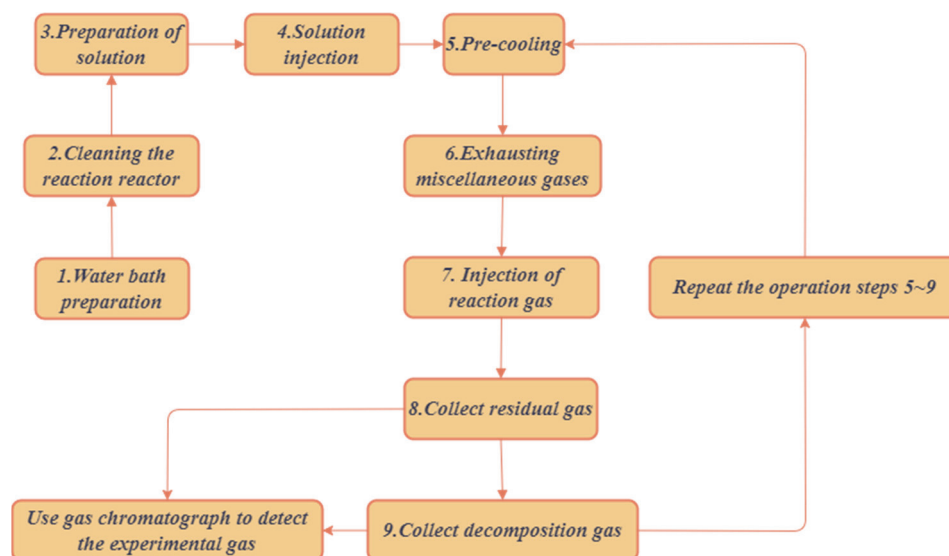 3.Preparation of
solution
4.Solution
injection
5.Pre-cooling
2.Cleaning the
reaction reactor
6.Exhausting
miscellaneous gases
1.Water bath
preparation
7. Injection of
reaction gas
Repeat the operation steps 5~9
8.Collect residual gas
Use gas chromatograph to detect
the experimental gas
9.Collect decomposition gas